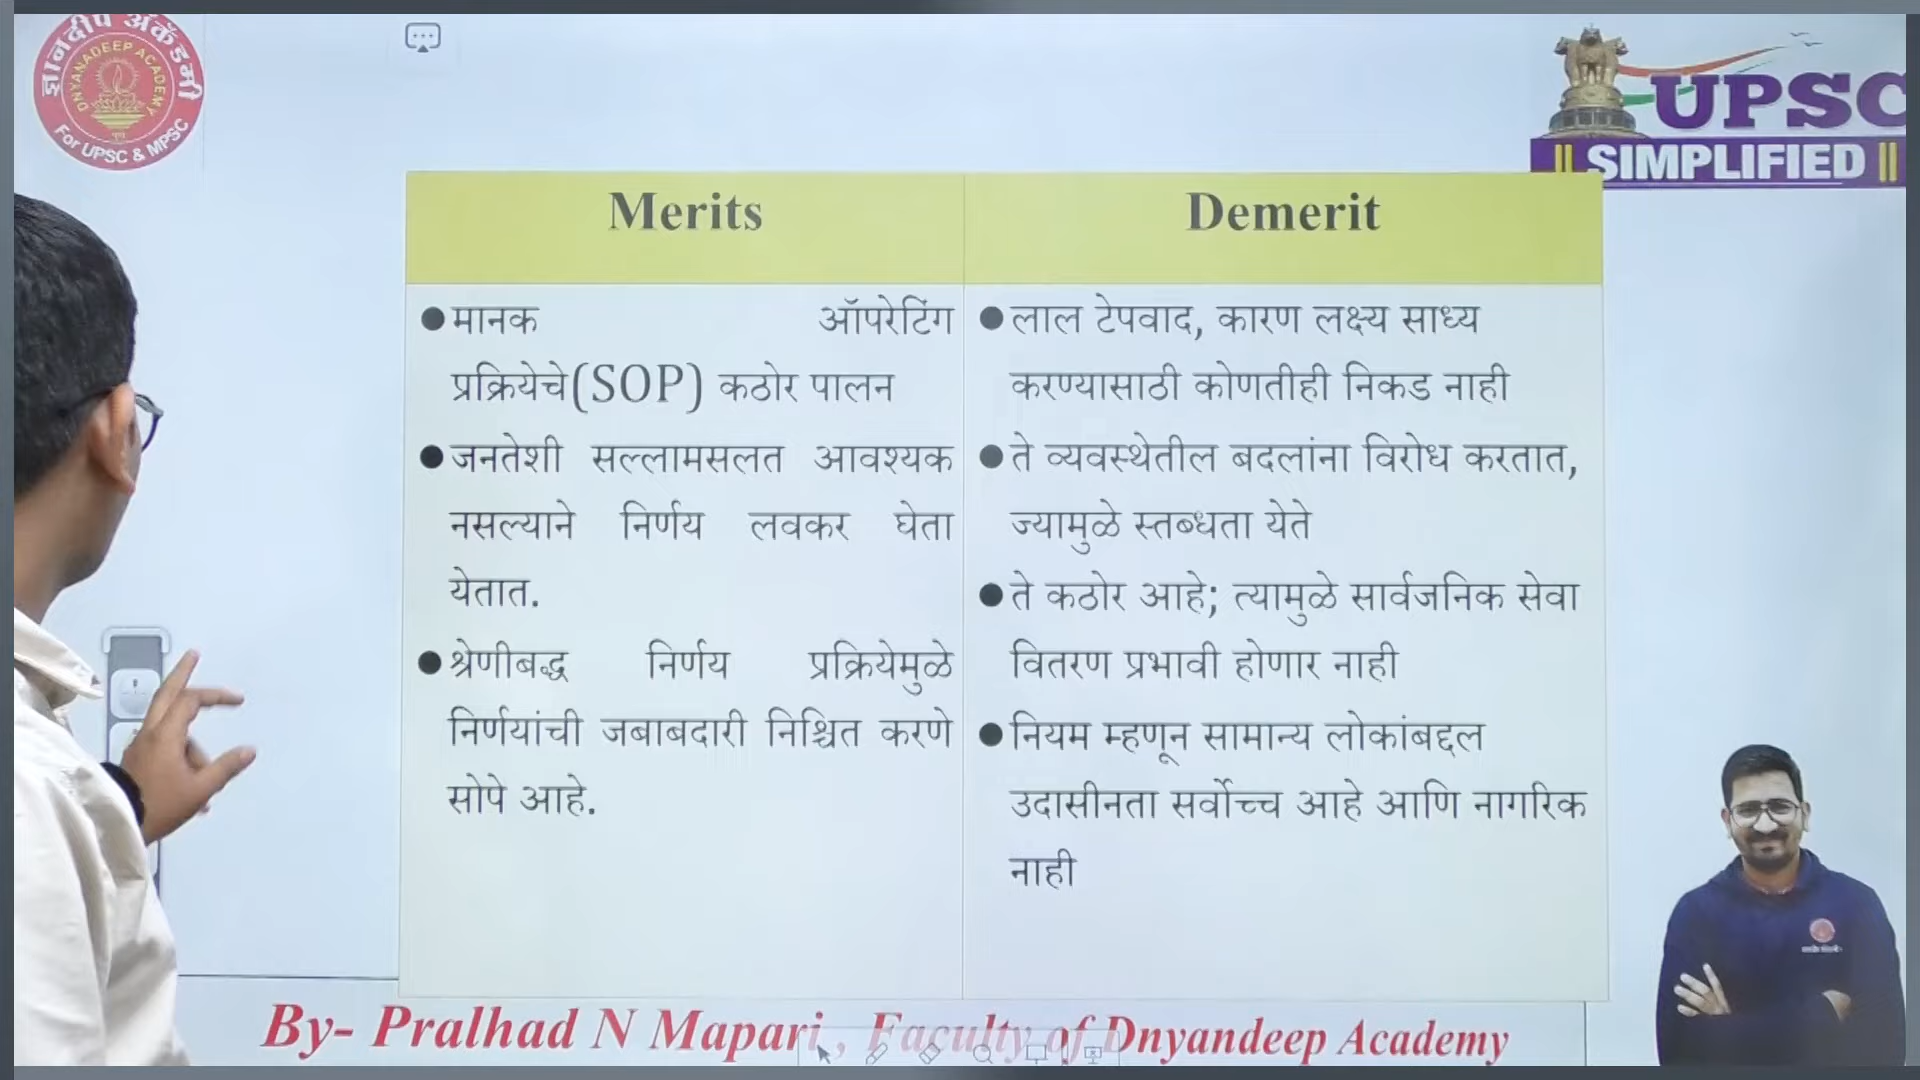 ज्ञानदीप अॅकॅडमी
DNYANADEEP ACADEMY
पुणे
For UPSC & MPSC
UPSC
SIMPLIFIED
Merits
Demerit
मानक ऑपरेटिंग
प्रक्रियेचे(SOP) कठोर पालन
जनतेशी सल्लामसलत आवश्यक
नसल्याने निर्णय लवकर घेता
येतात.
श्रेणीबद्ध निर्णय प्रक्रियेमुळे
निर्णयांची जबाबदारी निश्चित करणे
सोपे आहे.
लाल टेपवाद, कारण लक्ष्य साध्य
करण्यासाठी कोणतीही निकड नाही
ते व्यवस्थेतील बदलांना विरोध करतात,
ज्यामुळे स्तब्धता येते
ते कठोर आहे; त्यामुळे सार्वजनिक सेवा
वितरण प्रभावी होणार नाही
नियम म्हणून सामान्य लोकांबद्दल
उदासीनता सर्वोच्च आहे आणि नागरिक
नाही
By- Pralhad N Mapari , Faculty of Dnyandeep Academy